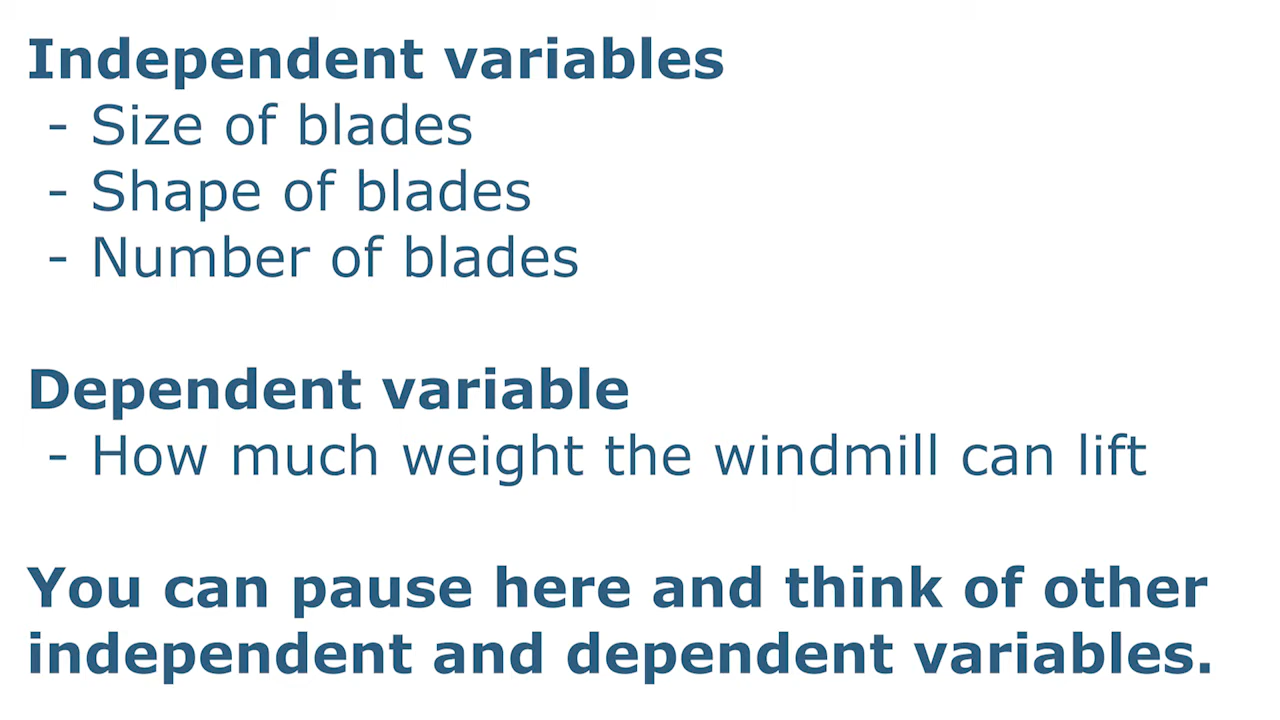 Independent variables
- Size of blades
- Shape of blades
- Number of blades
Dependent variable
- How much weight the windmill can lift
You can pause here and think of other
independent and dependent variables.